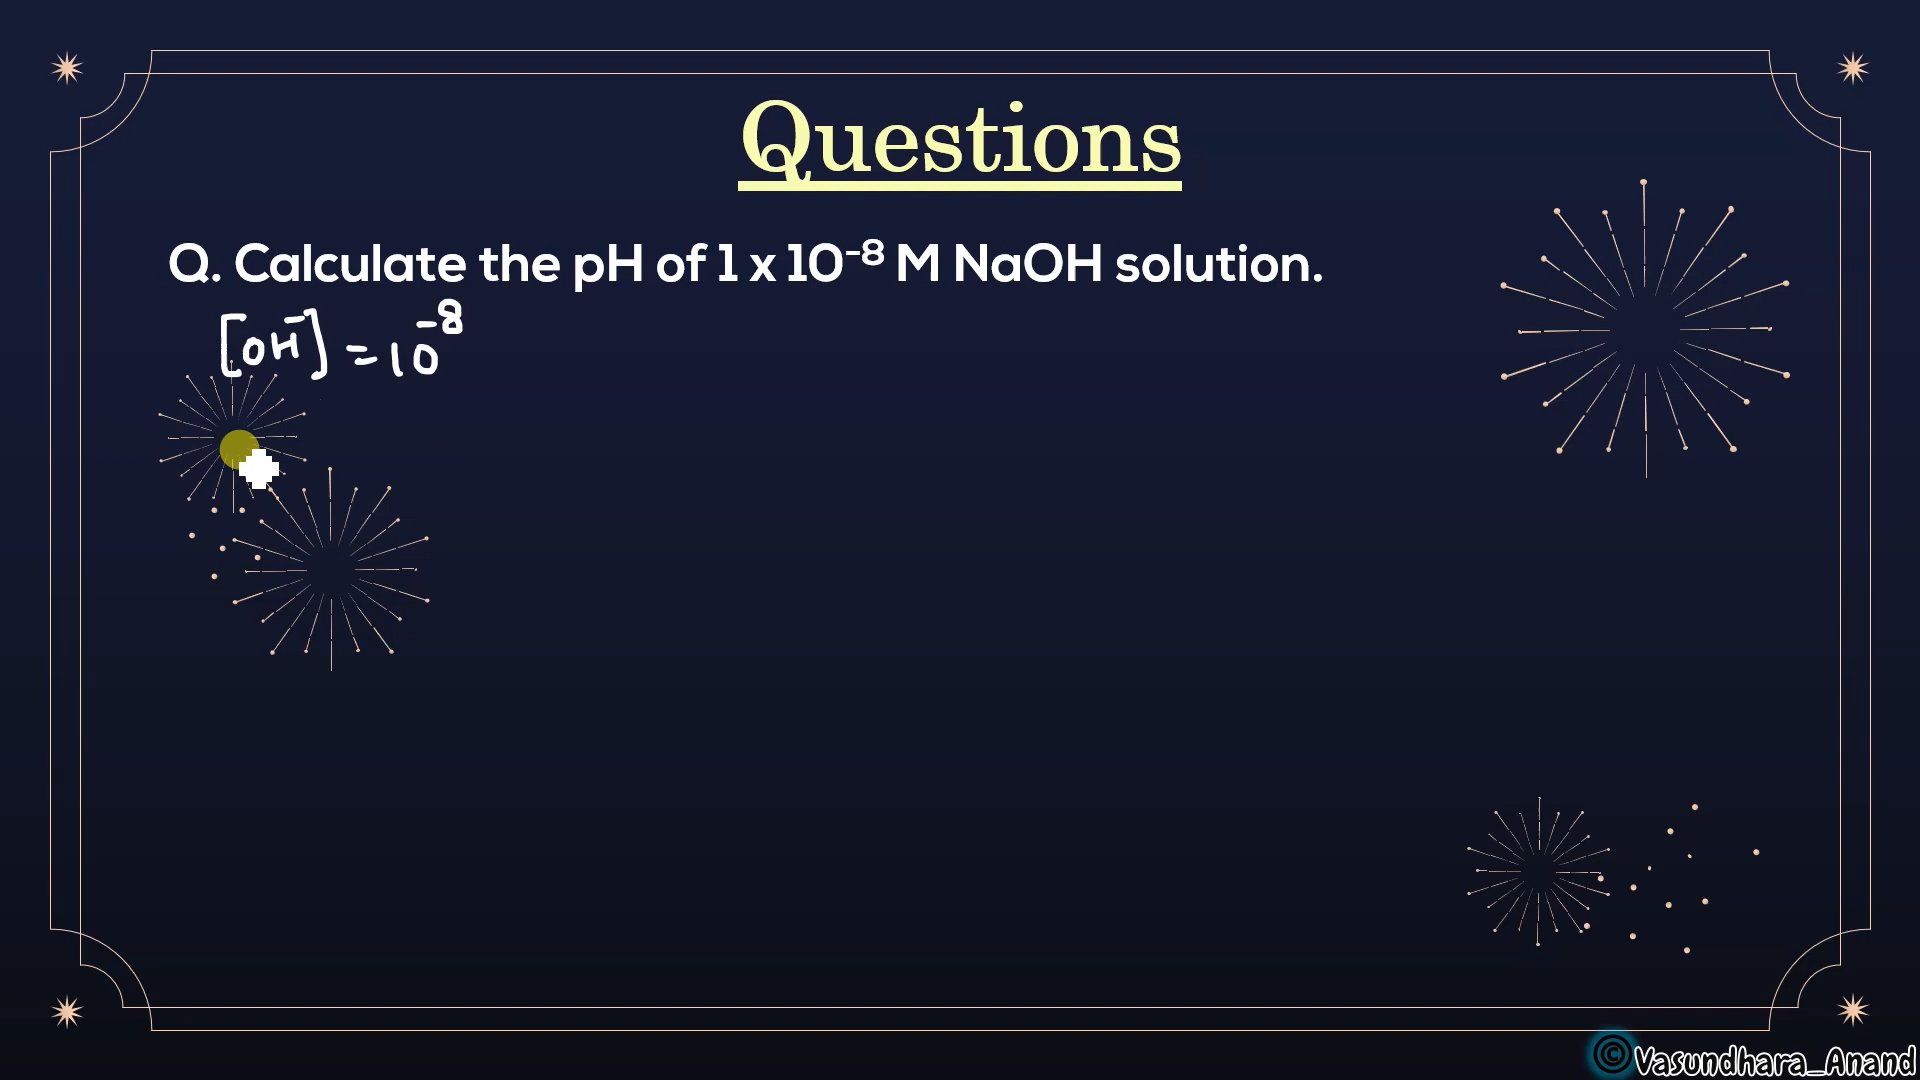 Questions
Q. Calculate the pH of 1 x 10⁻⁸ M NaOH solution.
[OH⁻] = 10⁻⁸
© Vasundhara_Anand